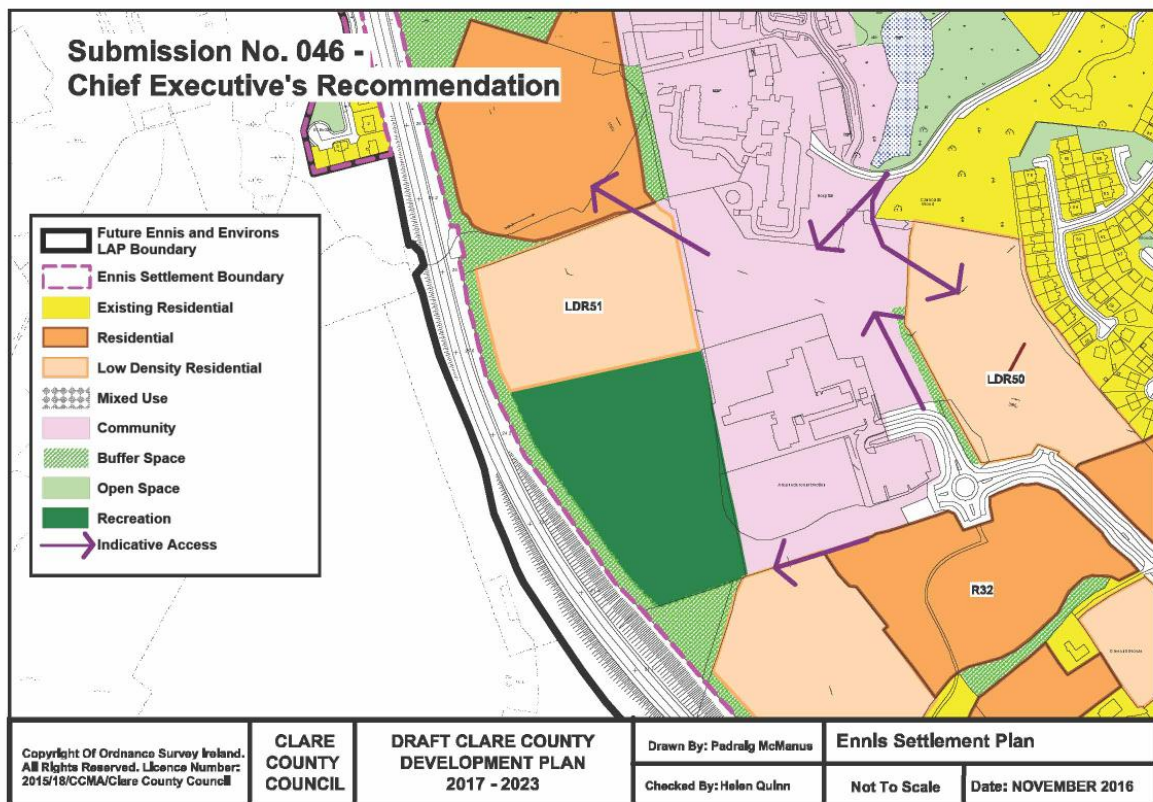 Submission No. 046 -
Chief Executive's Recommendation
Future Ennis and Environs
LAP Boundary
Ennis Settlement Boundary
Existing Residential
Residential
Low Density Residential
Mixed Use
Community
Buffer Space
Open Space
Recreation
Indicative Access
LDR51
LDR50
R32
Hospital
Copyright Of Ordnance Survey Ireland.
All Rights Reserved. Licence Number:
2015/18/CCMA/Clare County Council
CLARE
COUNTY
COUNCIL
DRAFT CLARE COUNTY
DEVELOPMENT PLAN
2017 - 2023
Drawn By: Padraig McManus
Checked By: Helen Quinn
Ennis Settlement Plan
Not To Scale
Date: NOVEMBER 2016